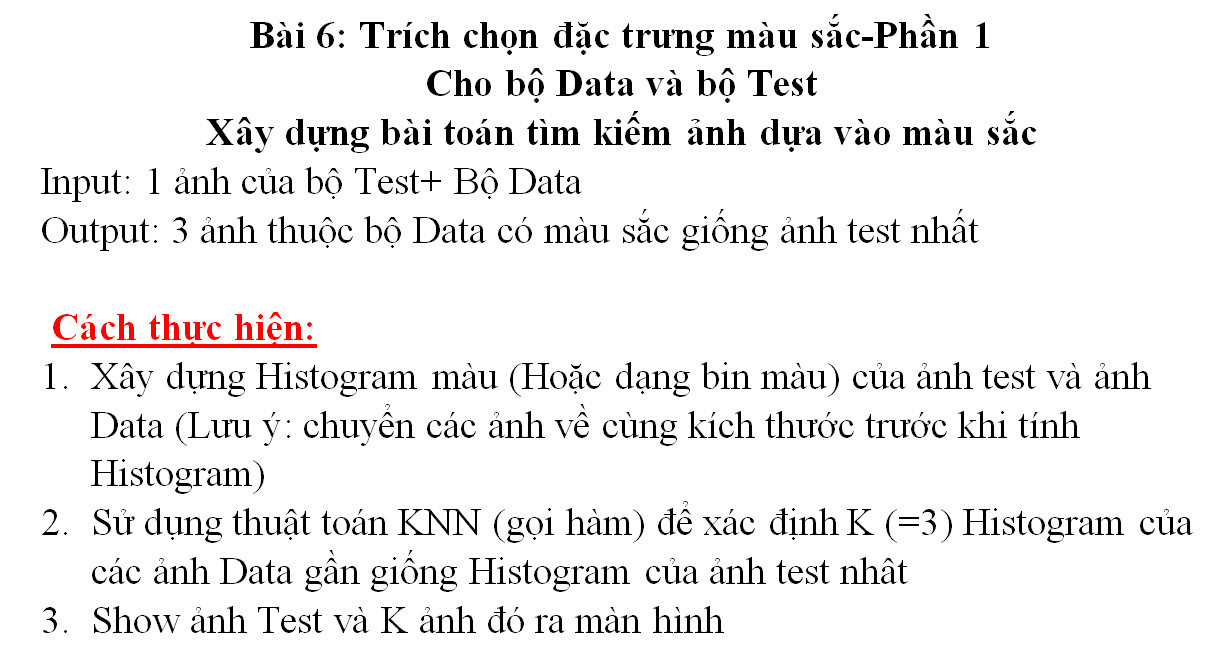 Bài 6: Trích chọn đặc trưng màu sắc-Phần 1
Cho bộ Data và bộ Test
Xây dựng bài toán tìm kiếm ảnh dựa vào màu sắc
Input: 1 ảnh của bộ Test+ Bộ Data
Output: 3 ảnh thuộc bộ Data có màu sắc giống ảnh test nhất
Cách thực hiện:
1. Xây dựng Histogram màu (Hoặc dạng bin màu) của ảnh test và ảnh
Data (Lưu ý: chuyển các ảnh về cùng kích thước trước khi tính
Histogram)
2. Sử dụng thuật toán KNN (gọi hàm) để xác định K (=3) Histogram của
các ảnh Data gần giống Histogram của ảnh test nhât
3. Show ảnh Test và K ảnh đó ra màn hình